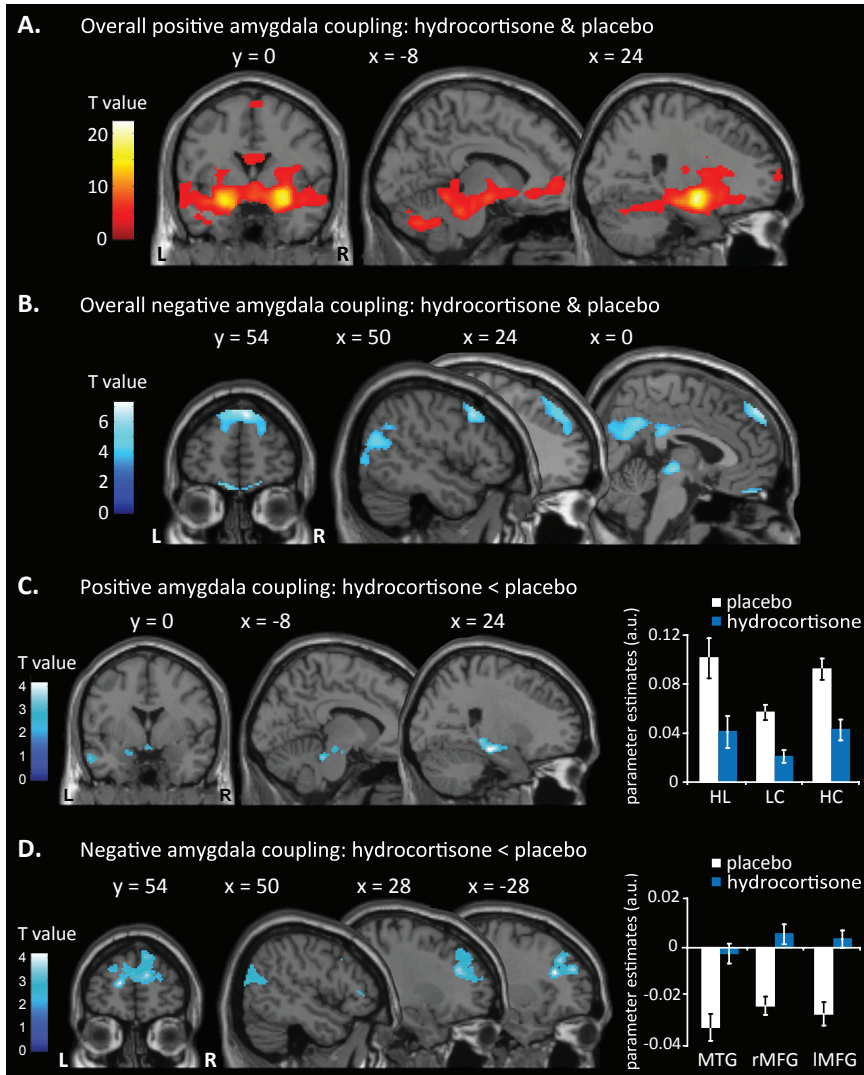 A. Overall positive amygdala coupling: hydrocortisone & placebo
y = 0 x = -8 x = 24
T value
20
10
0
L R
B. Overall negative amygdala coupling: hydrocortisone & placebo
y = 54 x = 50 x = 24 x = 0
T value
6
4
2
0
L R
C. Positive amygdala coupling: hydrocortisone < placebo
y = 0 x = -8 x = 24
T value
4
3
2
1
0
L R
placebo
hydrocortisone
parameter estimates (a.u.)
0.12
0.08
0.04
0
HL LC HC
D. Negative amygdala coupling: hydrocortisone < placebo
y = 54 x = 50 x = 28 x = -28
T value
4
3
2
1
0
L R
placebo
hydrocortisone
parameter estimates (a.u.)
0.02
0
-0.02
-0.04
MTG rMFG lMFG